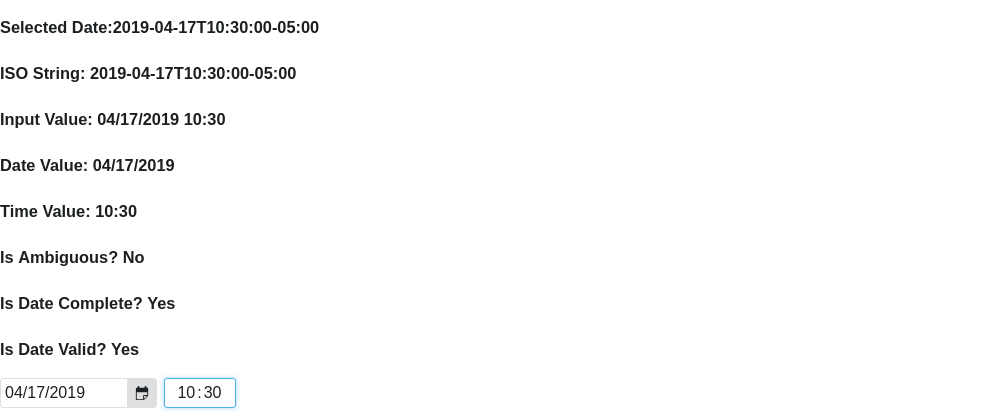 Selected Date:2019-04-17T10:30:00-05:00
ISO String: 2019-04-17T10:30:00-05:00
Input Value: 04/17/2019 10:30
Date Value: 04/17/2019
Time Value: 10:30
Is Ambiguous? No
Is Date Complete? Yes
Is Date Valid? Yes
04/17/2019 10:30